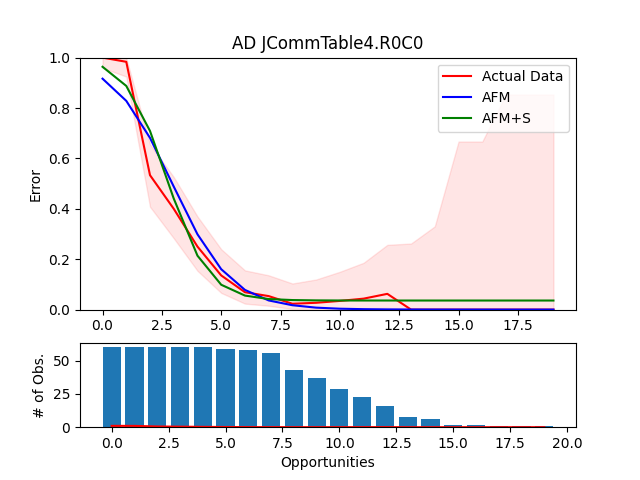 AD JCommTable4.R0C0
Error
1.0
0.8
0.6
0.4
0.2
0.0
Actual Data
AFM
AFM+S
0.0 2.5 5.0 7.5 10.0 12.5 15.0 17.5
# of Obs.
50
25
0
0.0 2.5 5.0 7.5 10.0 12.5 15.0 17.5 20.0
Opportunities